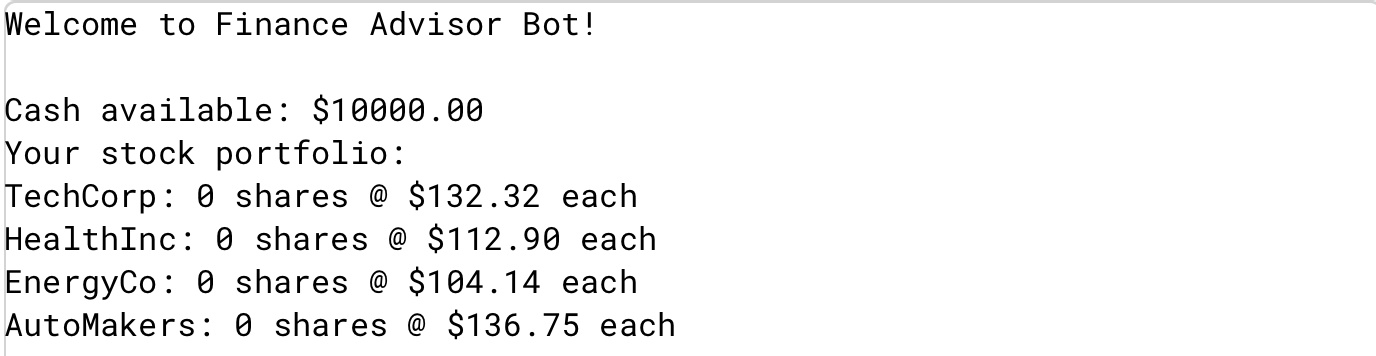 Welcome to Finance Advisor Bot!
Cash available: $10000.00
Your stock portfolio:
TechCorp: 0 shares @ $132.32 each
HealthInc: 0 shares @ $112.90 each
EnergyCo: 0 shares @ $104.14 each
AutoMakers: 0 shares @ $136.75 each